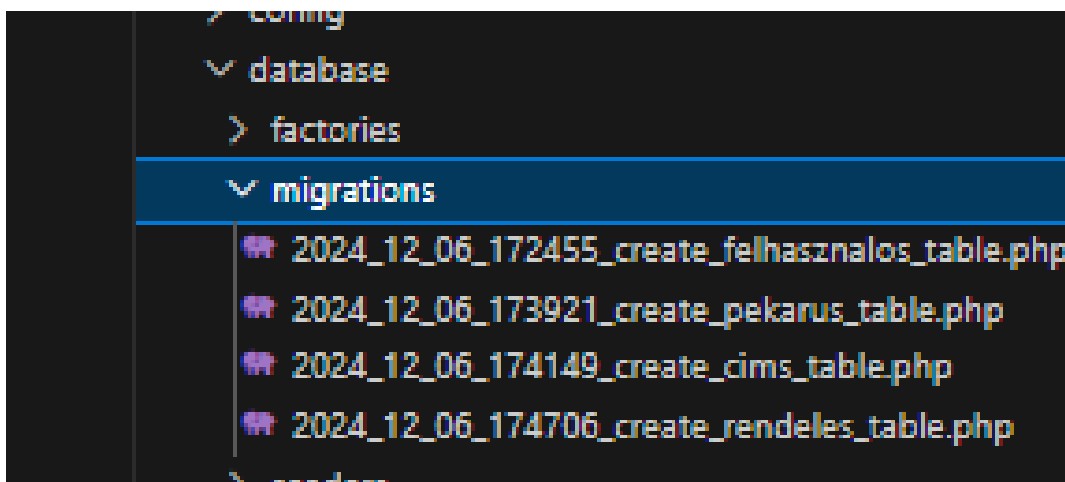 config
database
factories
migrations
2024_12_06_172455_create_felhasznalos_table.php
2024_12_06_173921_create_pekarus_table.php
2024_12_06_174149_create_cims_table.php
2024_12_06_174706_create_rendeles_table.php